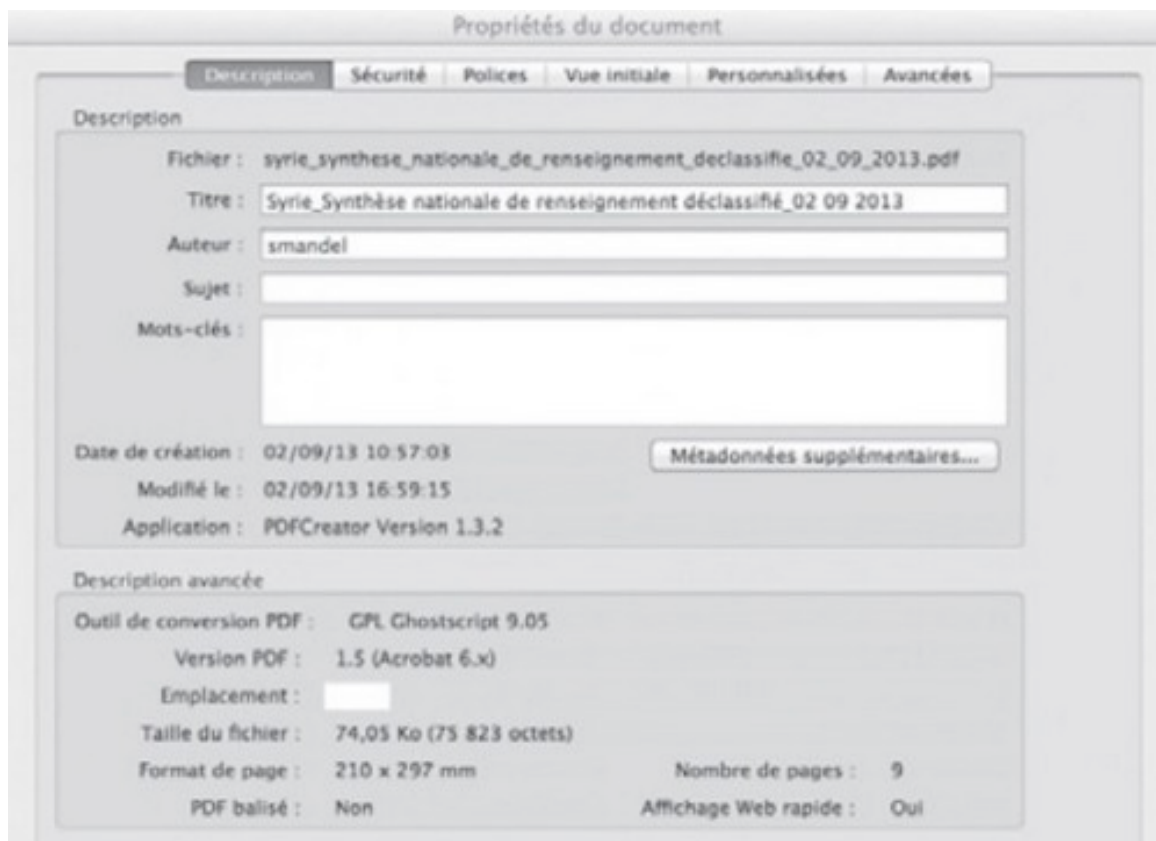 Propriétés du document
Description Sécurité Polices Vue initiale Personnalisées Avancées
Description
Fichier : syrie_synthese_nationale_de_renseignement_declassifie_02_09_2013.pdf
Titre : Syrie_Synthèse nationale de renseignement déclassifié_02 09 2013
Auteur : smandel
Sujet :
Mots-clés :
Date de création : 02/09/13 10:57:03
Métadonnées supplémentaires...
Modifié le : 02/09/13 16:59:15
Application : PDFCreator Version 1.3.2
Description avancée
Outil de conversion PDF : GPL Ghostscript 9.05
Version PDF : 1.5 (Acrobat 6.x)
Emplacement :
Taille du fichier : 74,05 Ko (75 823 octets)
Format de page : 210 x 297 mm Nombre de pages : 9
PDF balisé : Non Affichage Web rapide : Oui